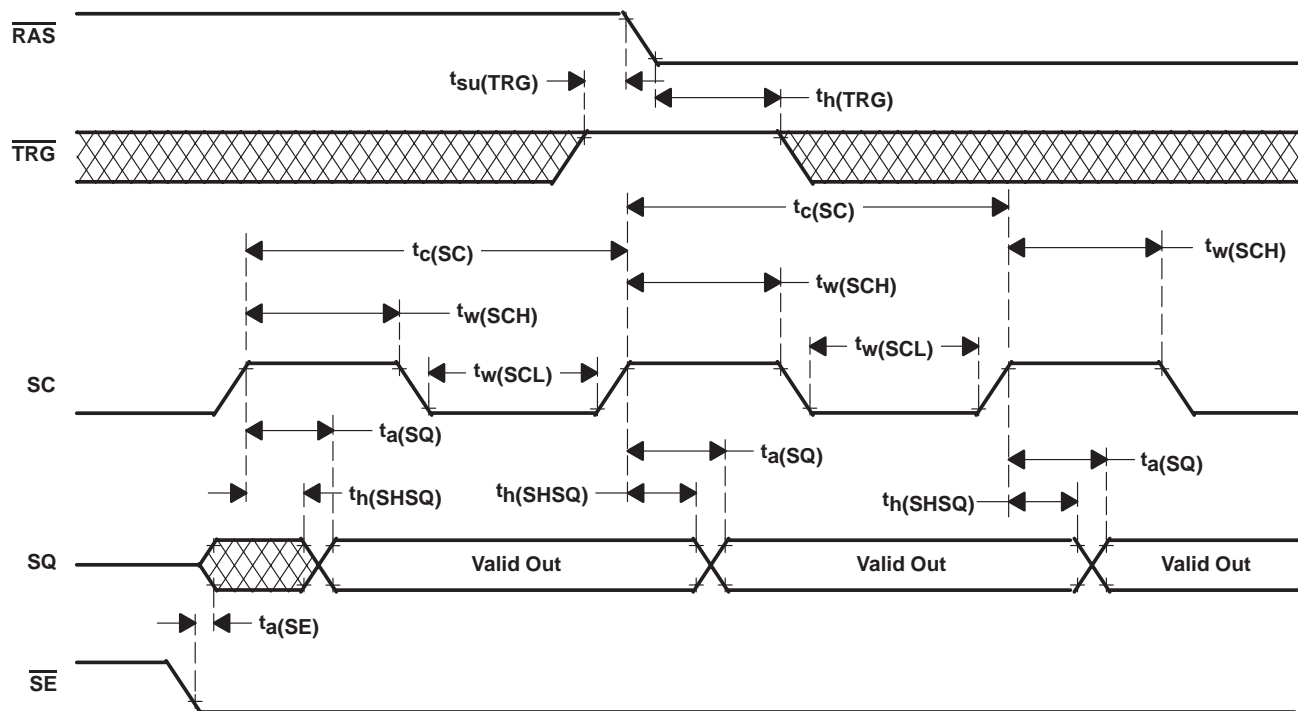 RAS
tsu(TRG)
th(TRG)
TRG
tc(SC)
tc(SC)
tw(SCH)
tw(SCH)
tw(SCH)
tw(SCL)
tw(SCL)
SC
ta(SQ)
ta(SQ)
ta(SQ)
th(SHSQ)
th(SHSQ)
th(SHSQ)
SQ
Valid Out
Valid Out
Valid Out
ta(SE)
SE